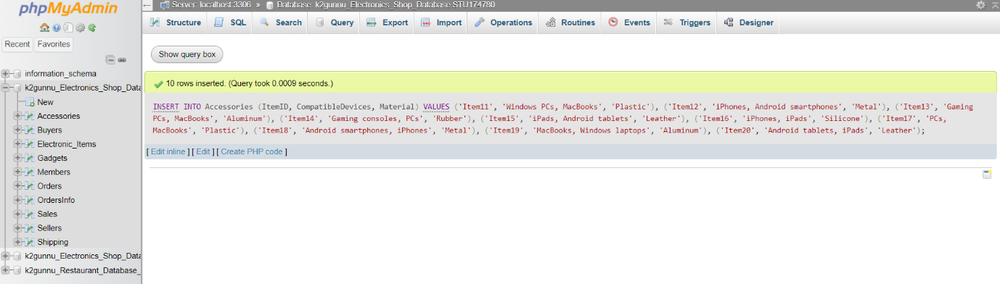 phpMyAdmin
Recent Favorites
information_schema
k2gunnu_Electronics_Shop_Data
New
Accessories
Buyers
Electronic_Items
Gadgets
Members
Orders
OrdersInfo
Sales
Sellers
Shipping
k2gunnu_Electronics_Shop_Data
k2gunnu_Restaurant_Database_
Server: localhost:3306 » Database: k2gunnu_Electronics_Shop_Database STU174780
Structure SQL Search Query Export Import Operations Routines Events Triggers Designer
Show query box
10 rows inserted. (Query took 0.0009 seconds.)
INSERT INTO Accessories (ItemID, CompatibleDevices, Material) VALUES ('Item11', 'Windows PCs, MacBooks', 'Plastic'), ('Item12', 'iPhones, Android smartphones', 'Metal'), ('Item13', 'Gaming
PCs, MacBooks', 'Aluminum'), ('Item14', 'Gaming consoles, PCs', 'Rubber'), ('Item15', 'iPads, Android tablets', 'Leather'), ('Item16', 'iPhones, iPads', 'Silicone'), ('Item17', 'PCs,
MacBooks', 'Plastic'), ('Item18', 'Android smartphones, iPhones', 'Metal'), ('Item19', 'MacBooks, Windows laptops', 'Aluminum'), ('Item20', 'Android tablets, iPads', 'Leather');
[ Edit inline ] [ Edit ] [ Create PHP code ]